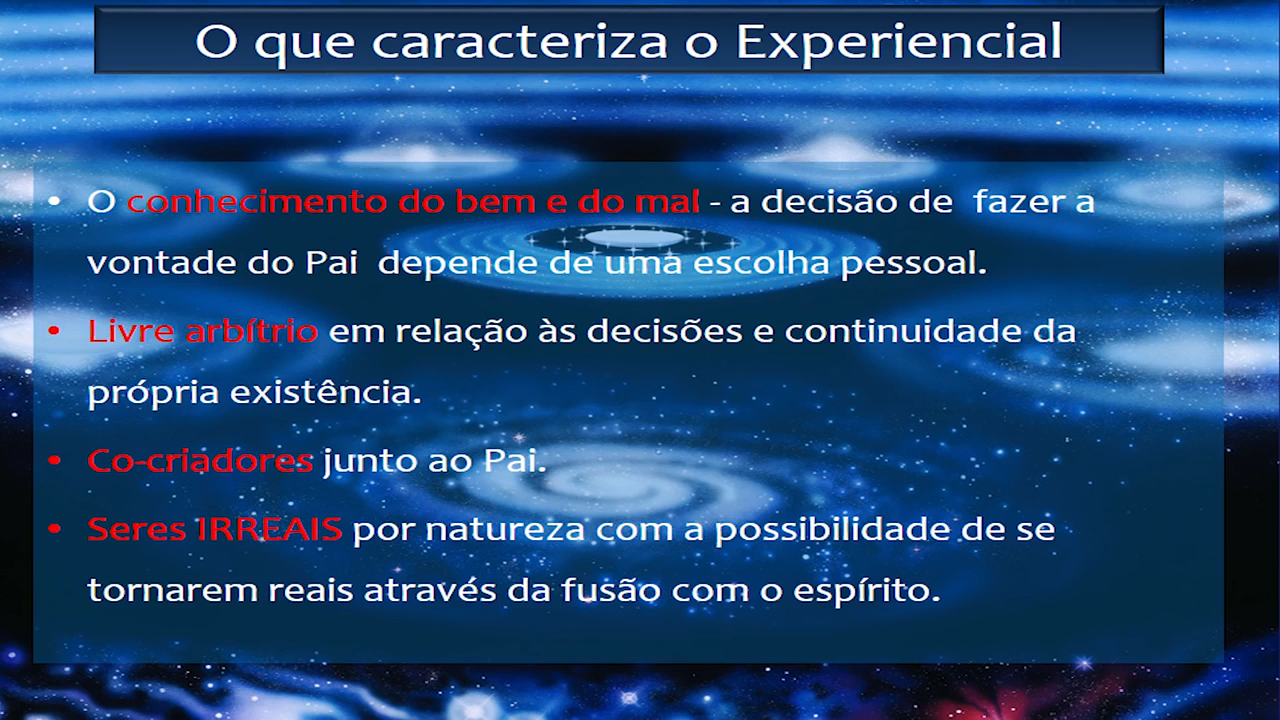 O que caracteriza o Experiencial
• O conhecimento do bem e do mal - a decisão de fazer a
vontade do Pai depende de uma escolha pessoal.
• Livre arbítrio em relação às decisões e continuidade da
própria existência.
• Co-criadores junto ao Pai.
• Seres IRREAIS por natureza com a possibilidade de se
tornarem reais através da fusão com o espírito.